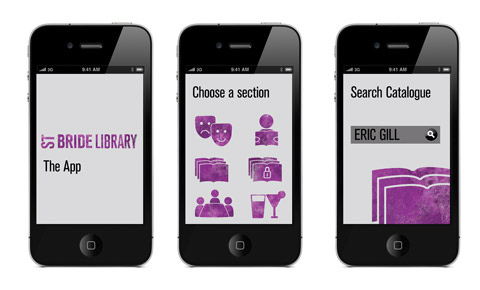 3G 9:41 AM
ST BRIDE LIBRARY
The App
3G 9:41 AM
Choose a section
3G 9:41 AM
Search Catalogue
ERIC GILL